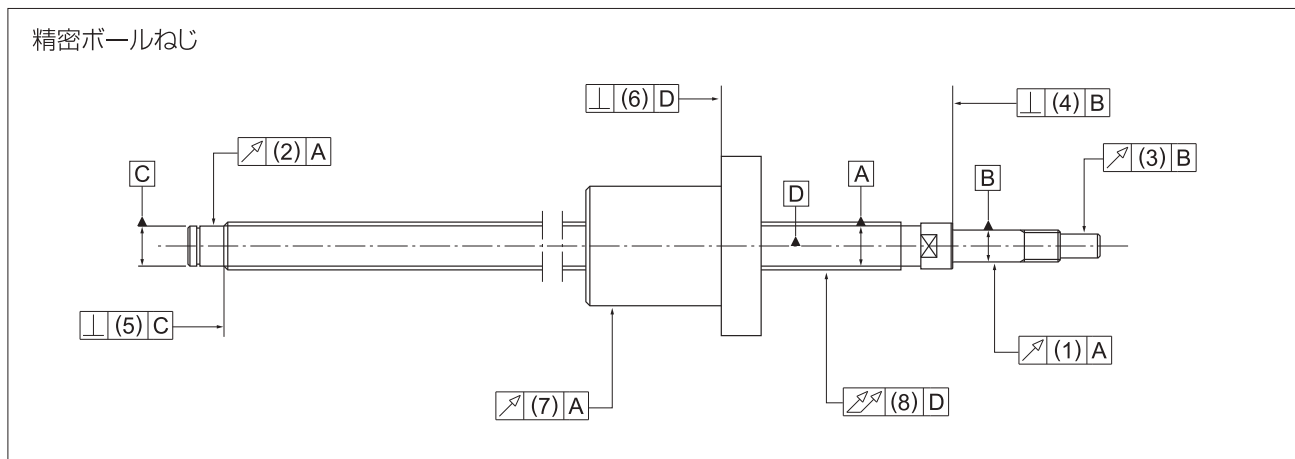 精密ボールねじ
⊥ (6) D
⊥ (4) B
↗ (2) A
↗ (3) B
C
A
B
D
⊥ (5) C
↗ (1) A
↗ (7) A
⌰ (8) D